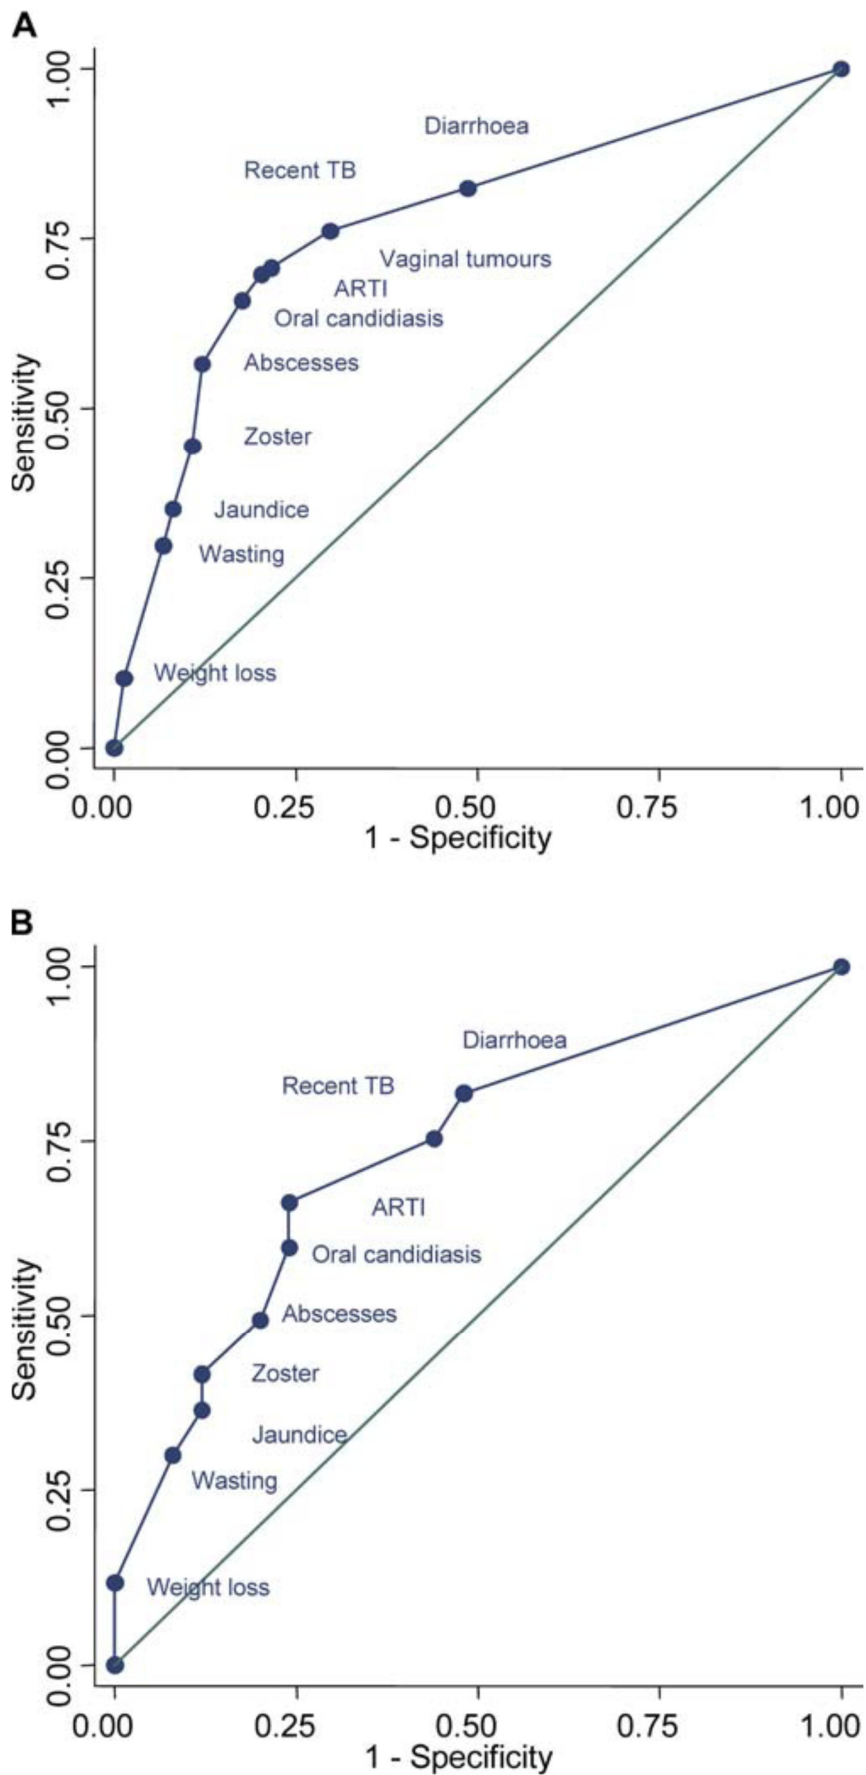 A
1.00
Diarrhoea
Recent TB
0.75
Vaginal tumours
ARTI
Oral candidiasis
Abscesses
Sensitivity
0.50
Zoster
Jaundice
Wasting
0.25
Weight loss
0.00
0.00 0.25 0.50 0.75 1.00
1 - Specificity
B
1.00
Diarrhoea
Recent TB
0.75
ARTI
Oral candidiasis
Abscesses
Sensitivity
0.50
Zoster
Jaundice
Wasting
0.25
Weight loss
0.00
0.00 0.25 0.50 0.75 1.00
1 - Specificity